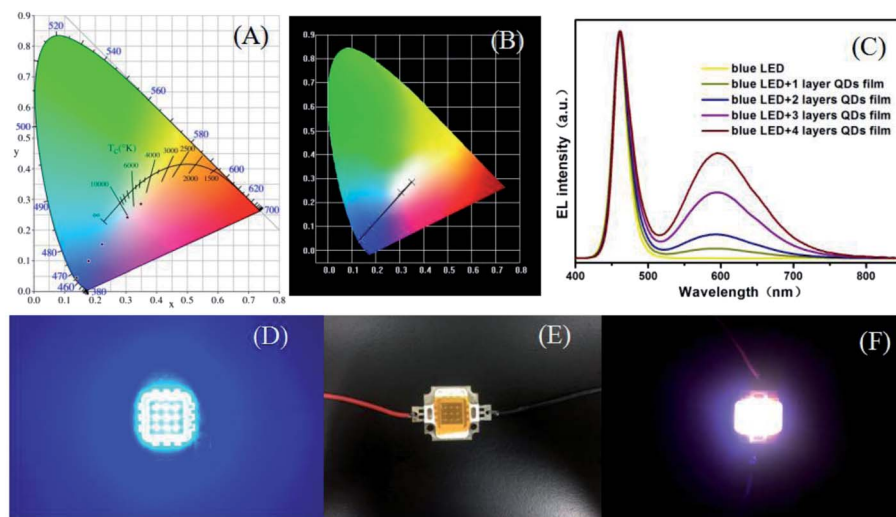 (A)
0.9
0.8
0.7
0.6
0.5
y
0.4
0.3
0.2
0.1
0.0
0.0 0.1 0.2 0.3 0.4 0.5 0.6 0.7 0.8
x
520
540
560
580
600
620
700
500
490
480
470
460
380
Tc(°K)
10000
6000
4000
3000
2500
2000
1500
∞
(B)
0.9
0.8
0.7
0.6
0.5
0.4
0.3
0.2
0.1
0.0
0.0 0.1 0.2 0.3 0.4 0.5 0.6 0.7 0.8
(C)
EL intensity (a.u.)
blue LED
blue LED+1 layer QDs film
blue LED+2 layers QDs film
blue LED+3 layers QDs film
blue LED+4 layers QDs film
400 500 600 700 800
Wavelength（nm）
(D)
(E)
(F)